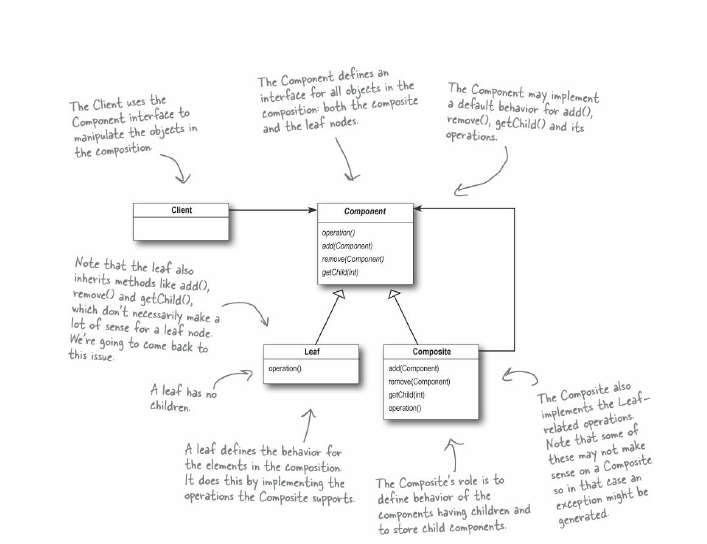 The Client uses the
Component interface to
manipulate the objects in
the composition.
The Component defines an
interface for all objects in the
composition: both the composite
and the leaf nodes.
The Component may implement
a default behavior for add(),
remove(), getChild() and its
operations.
Client
Component
operation()
add(Component)
remove(Component)
getChild(int)
Note that the leaf also
inherits methods like add(),
remove() and getChild(),
which don't necessarily make a
lot of sense for a leaf node.
We're going to come back to
this issue.
Leaf
operation()
Composite
add(Component)
remove(Component)
getChild(int)
operation()
A leaf has no
children.
A leaf defines the behavior for
the elements in the composition.
It does this by implementing the
operations the Composite supports.
The Composite's role is to
define behavior of the
components having children and
to store child components.
The Composite also
implements the Leaf-
related operations.
Note that some of
these may not make
sense on a Composite
so in that case an
exception might be
generated.